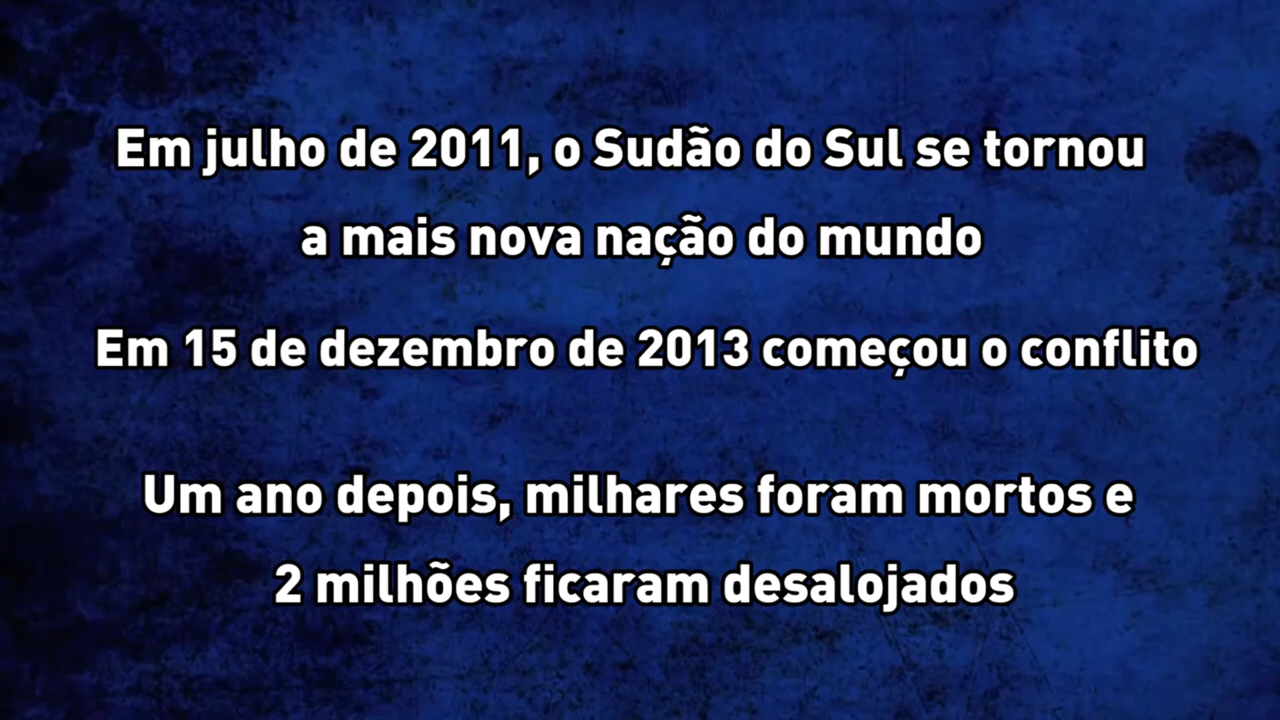 Em julho de 2011, o Sudão do Sul se tornou
a mais nova nação do mundo
Em 15 de dezembro de 2013 começou o conflito
Um ano depois, milhares foram mortos e
2 milhões ficaram desalojados